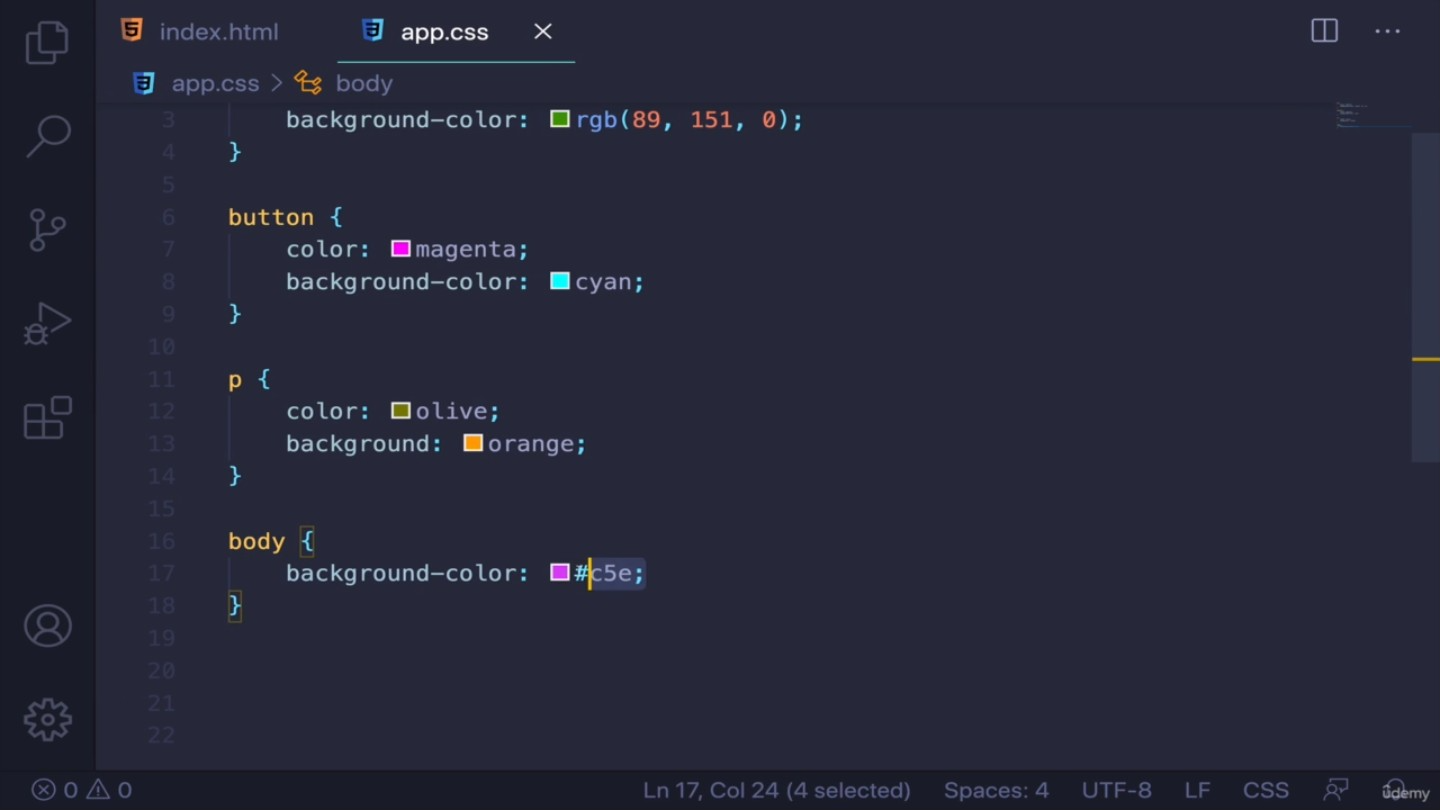 index.html app.css
app.css > body
3 background-color: rgb(89, 151, 0);
4 }
5
6 button {
7 color: magenta;
8 background-color: cyan;
9 }
10
11 p {
12 color: olive;
13 background: orange;
14 }
15
16 body {
17 background-color: #c5e;
18 }
19
20
21
22
0 0 Ln 17, Col 24 (4 selected) Spaces: 4 UTF-8 LF CSS
ûdemy